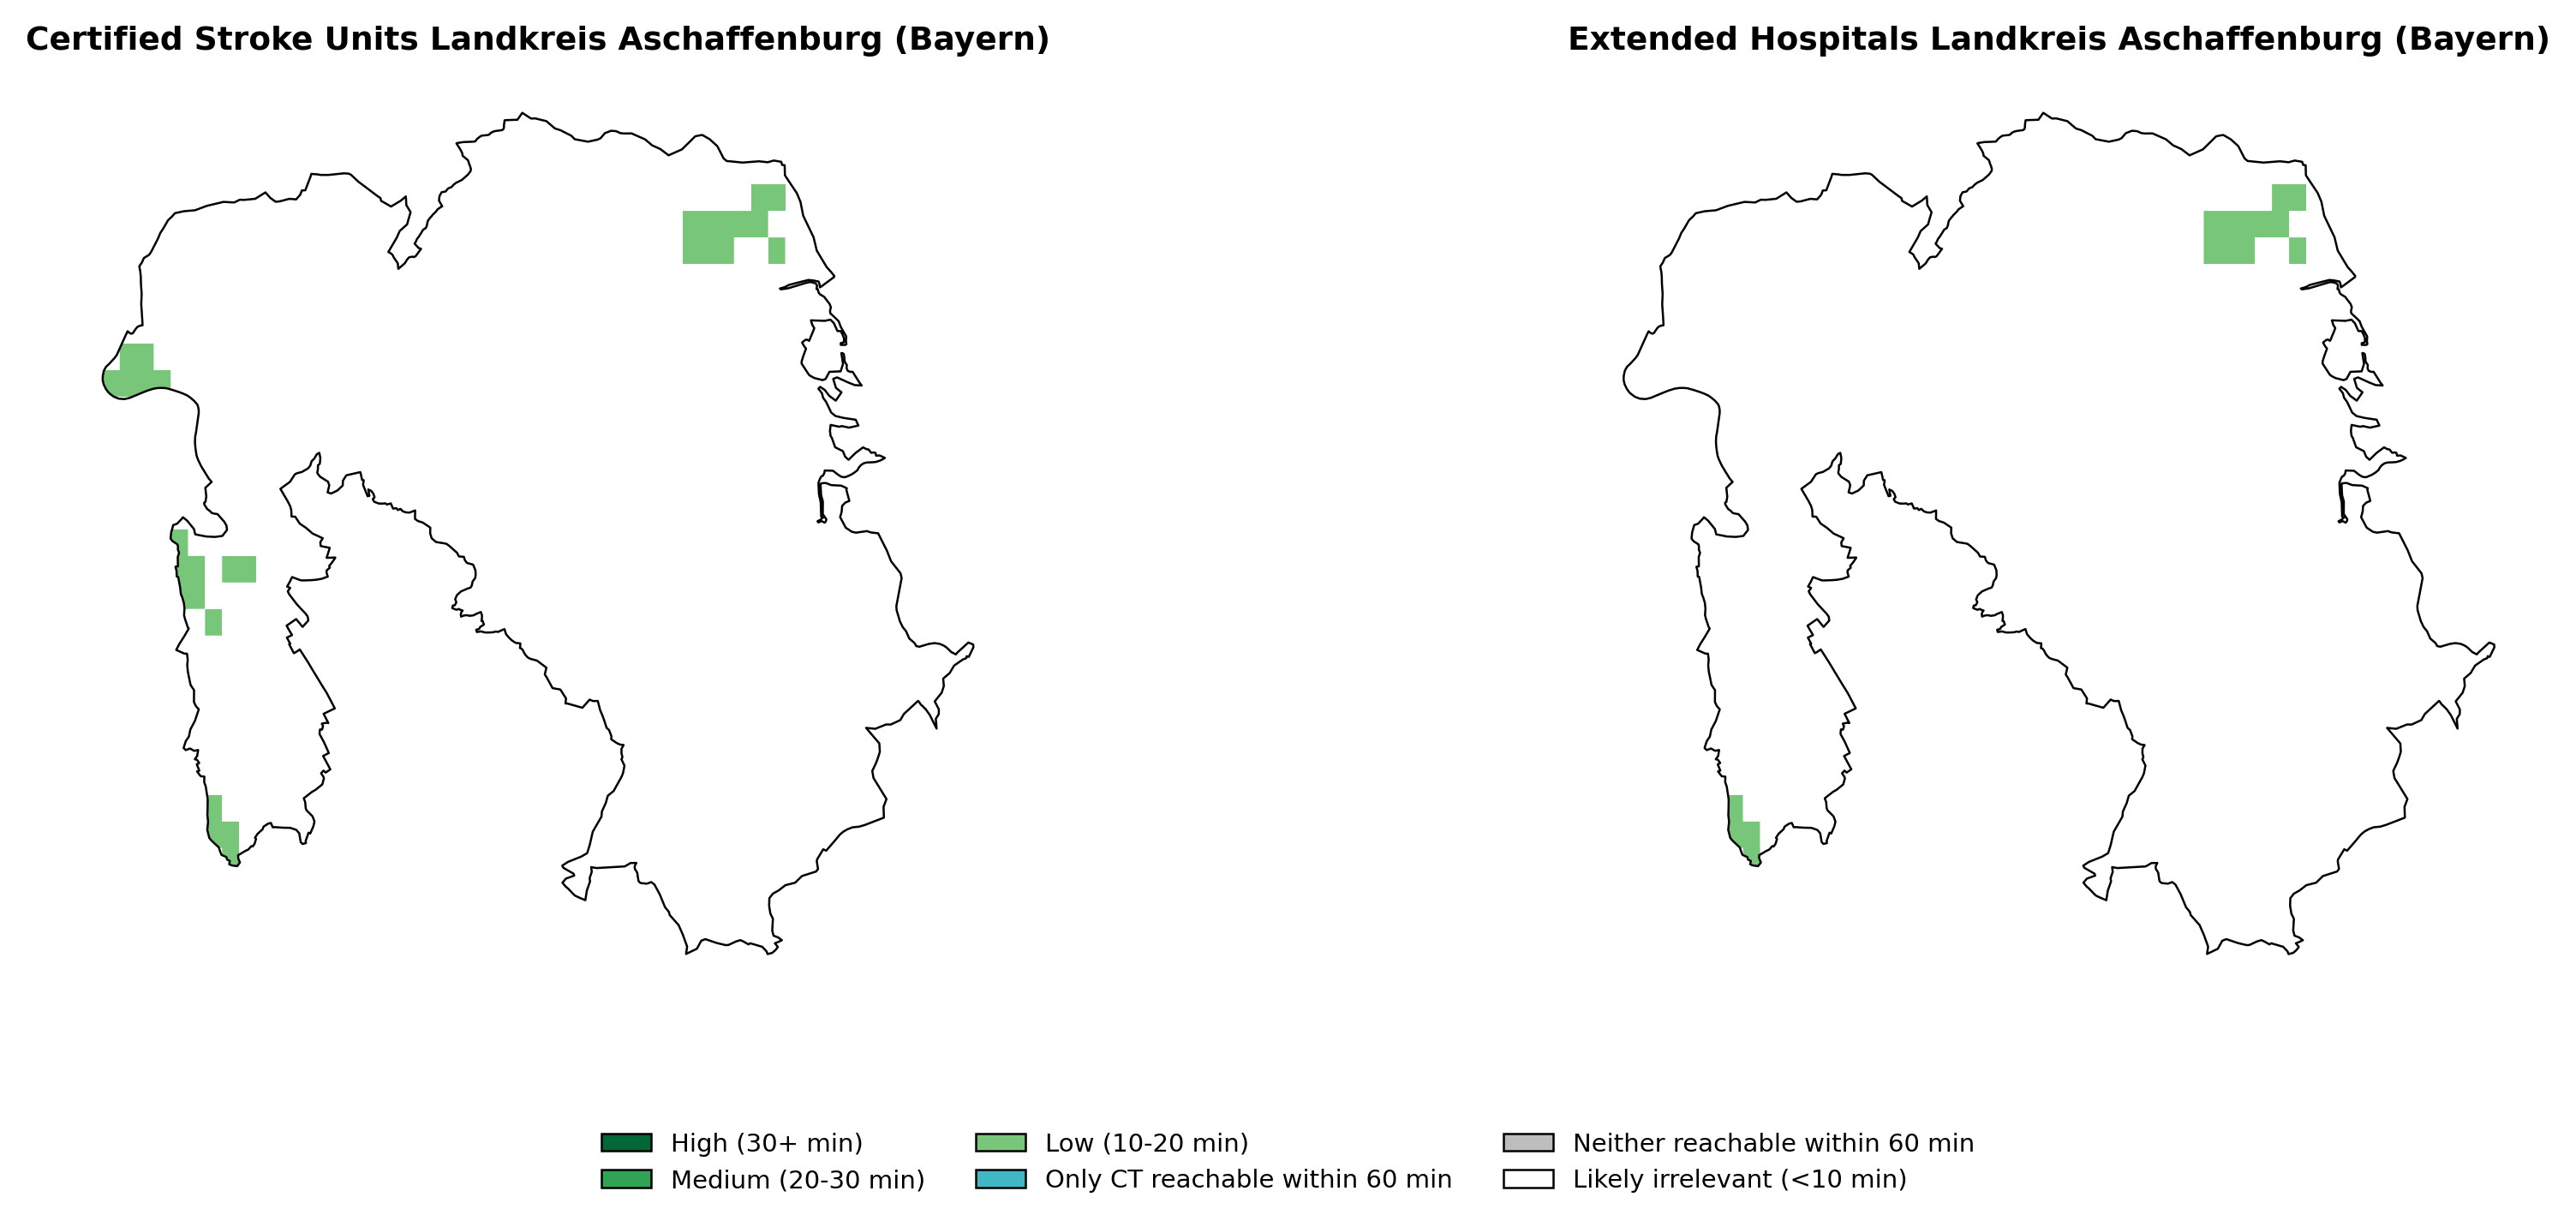 Certified Stroke Units Landkreis Aschaffenburg (Bayern)
Extended Hospitals Landkreis Aschaffenburg (Bayern)
High (30+ min)
Medium (20-30 min)
Low (10-20 min)
Only CT reachable within 60 min
Neither reachable within 60 min
Likely irrelevant (<10 min)